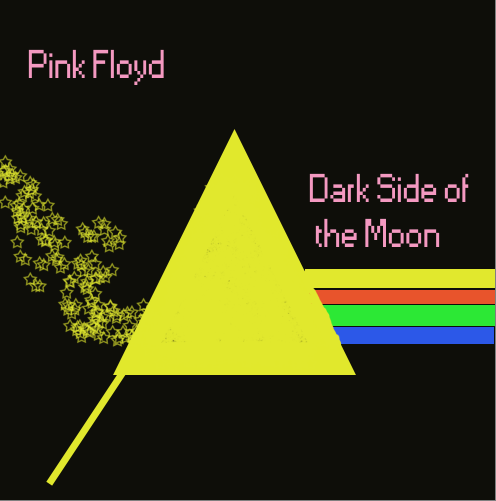 Pink Floyd
Dark Side of
the Moon